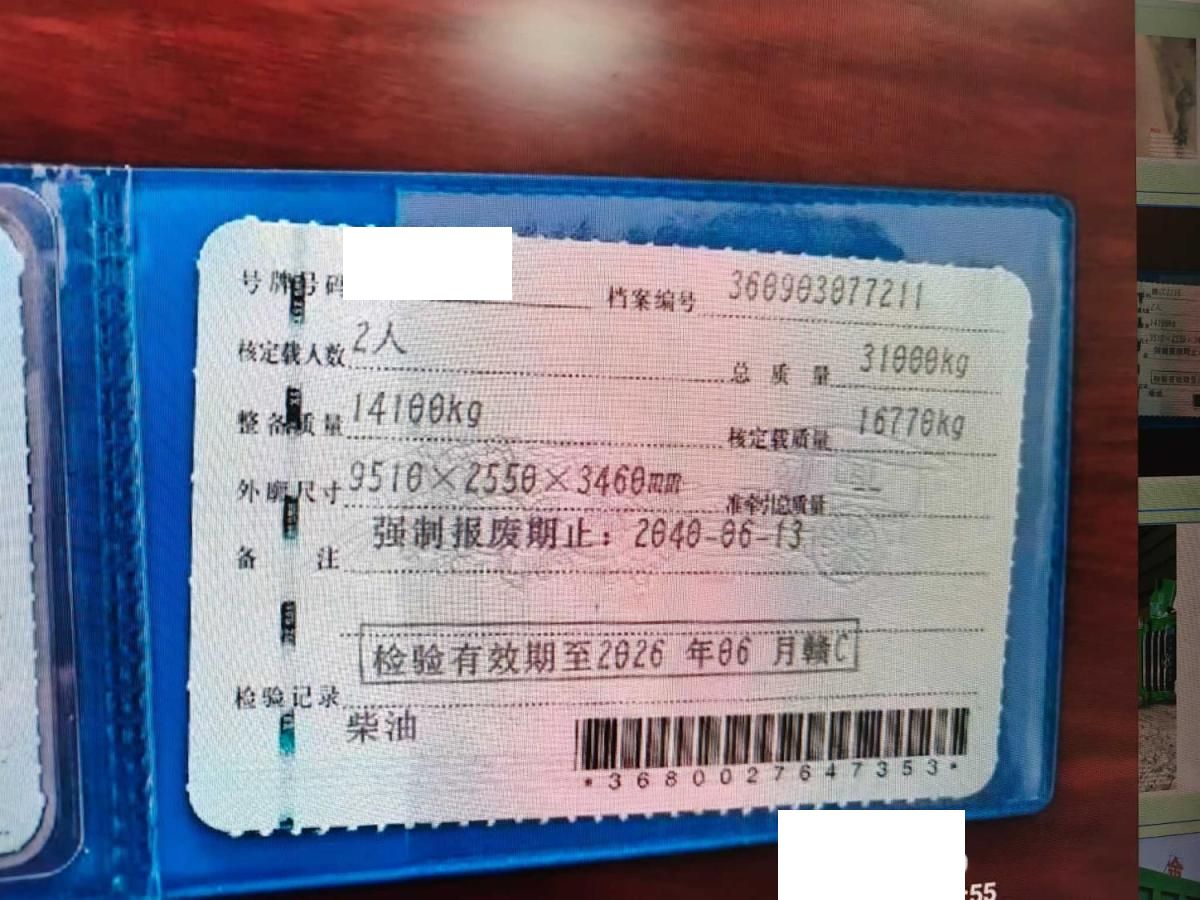 号牌号码
档案编号 360903077211
核定载人数 2人
总质量 31000kg
整备质量 14100kg
核定载质量 16770kg
外廓尺寸 9510×2550×3460mm
准牵引总质量 --
备注 强制报废期止：2040-06-13
检验有效期至2026 年06 月赣C
检验记录
柴油
*3680027647353*
:55